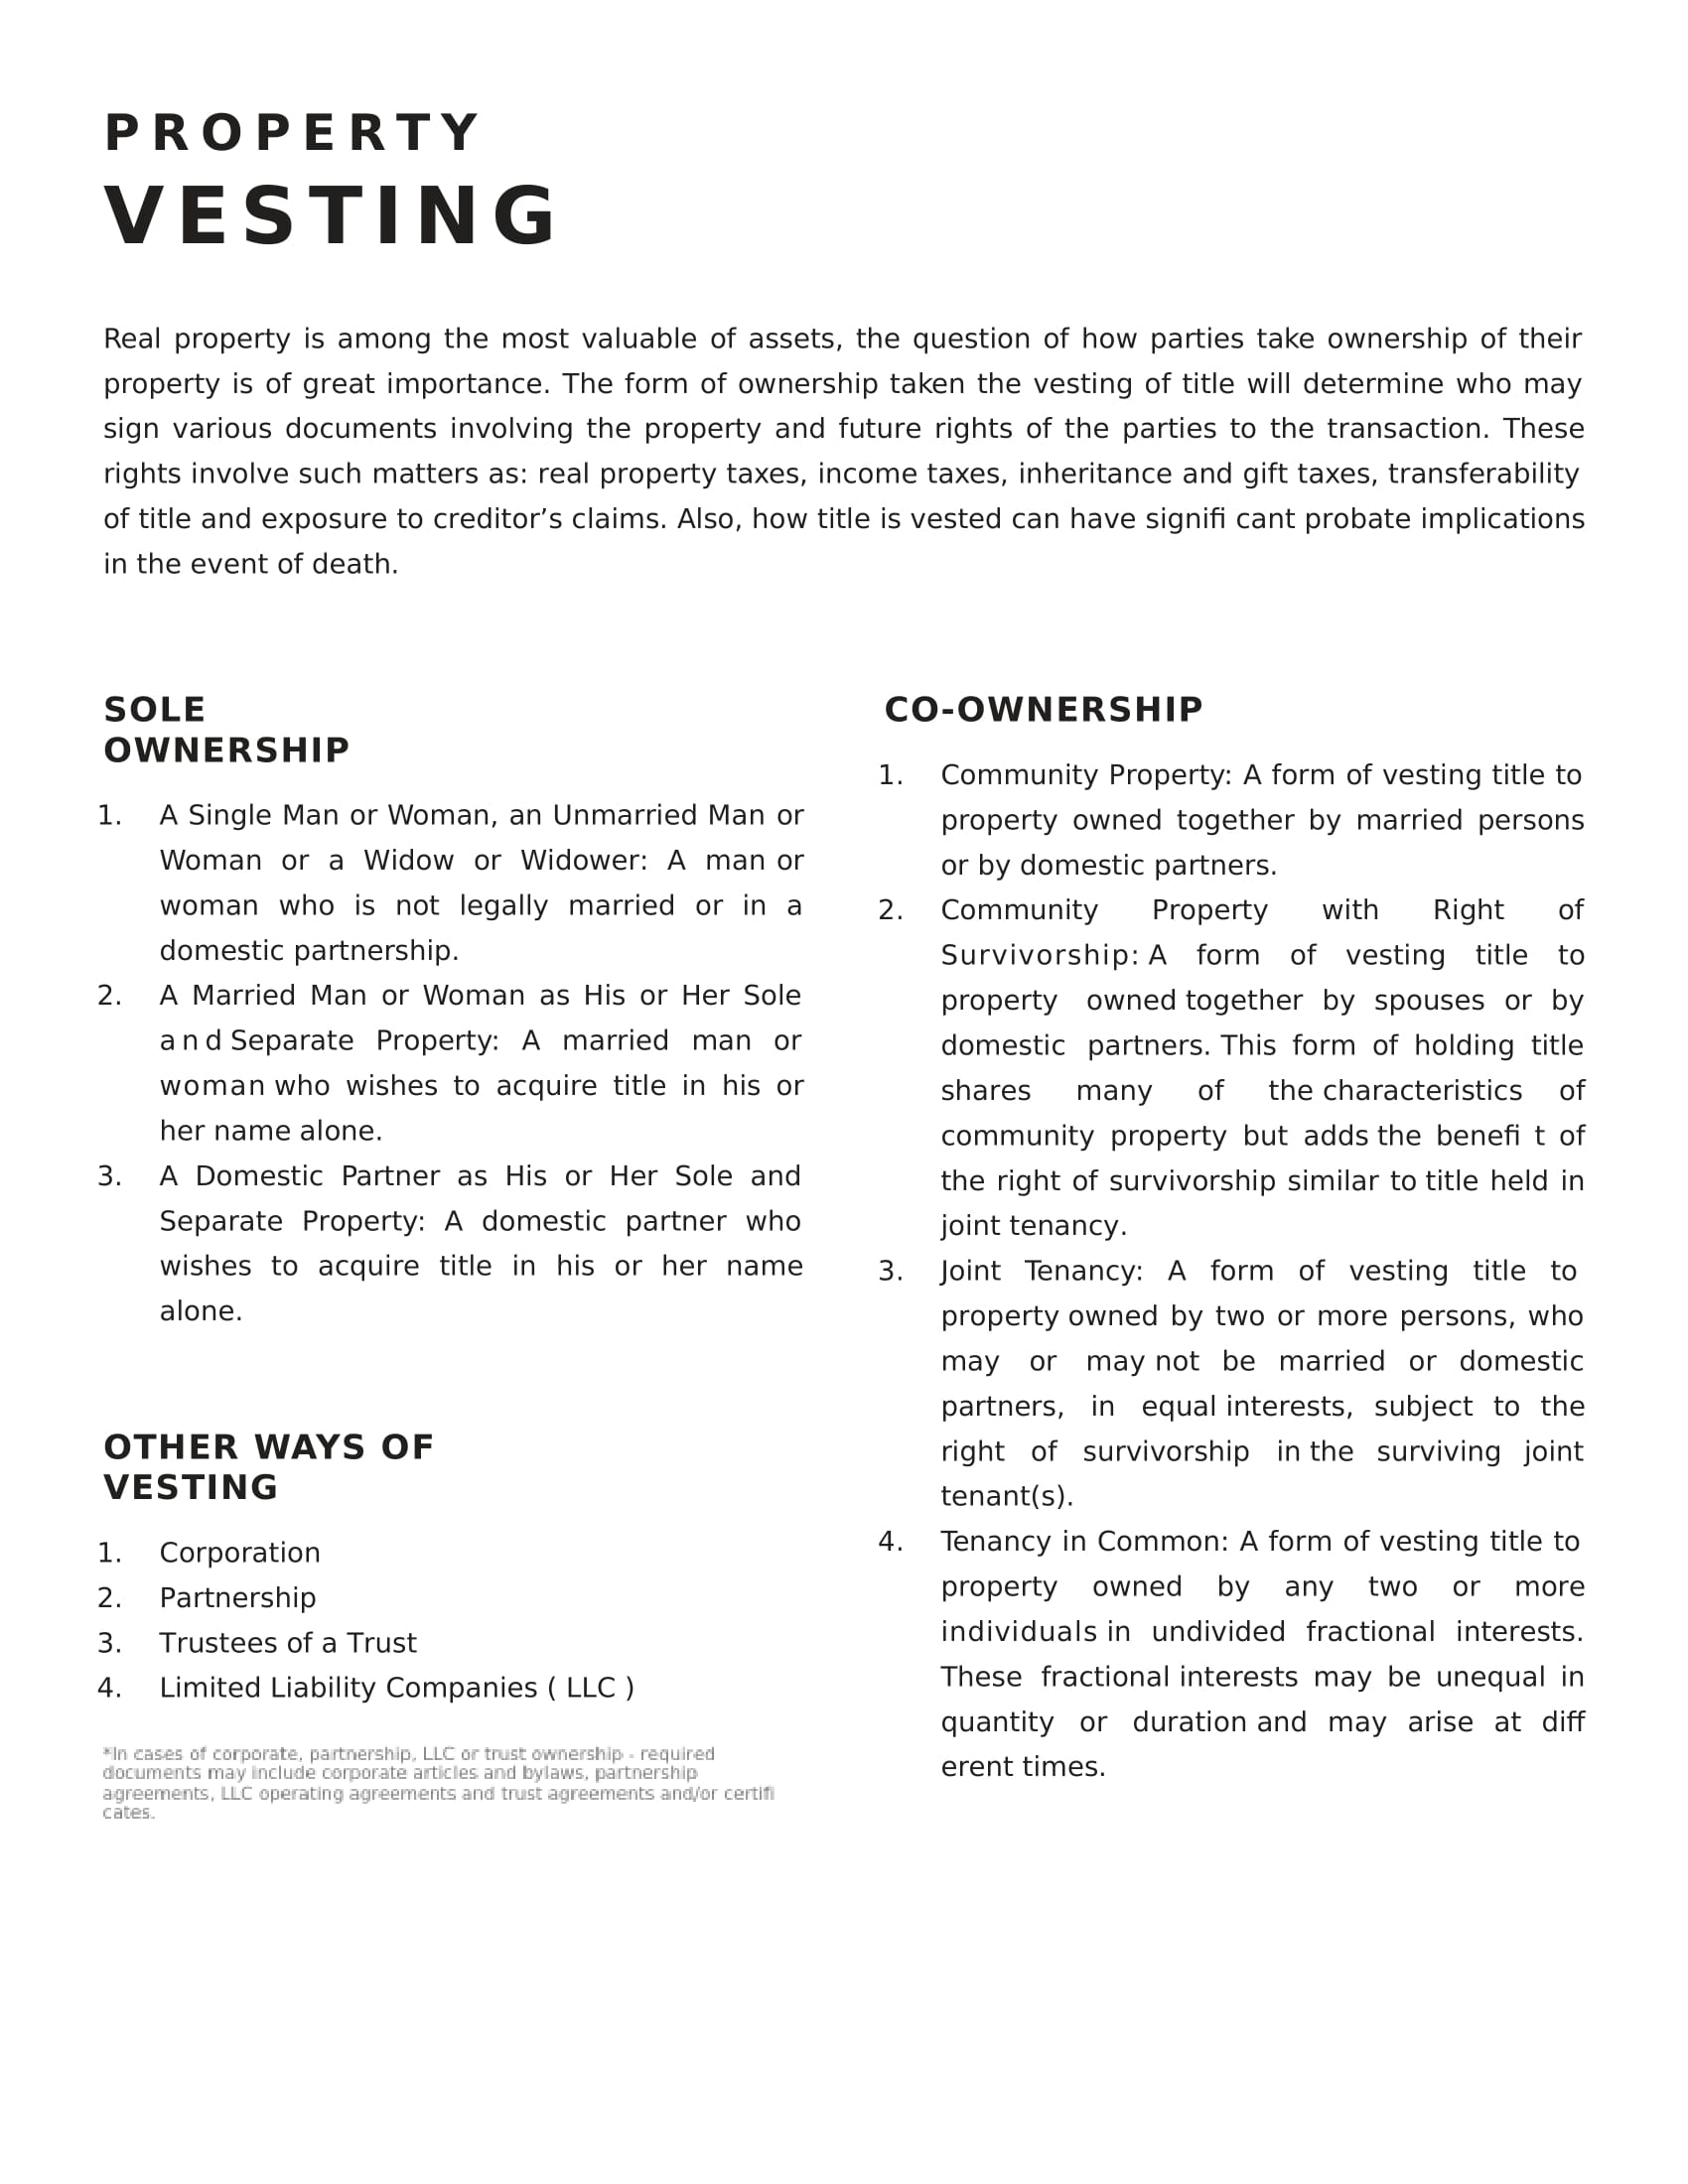 PROPERTY
VESTING
Real property is among the most valuable of assets, the question of how parties take ownership of their
property is of great importance. The form of ownership taken the vesting of title will determine who may
sign various documents involving the property and future rights of the parties to the transaction. These
rights involve such matters as: real property taxes, income taxes, inheritance and gift taxes, transferability
of title and exposure to creditor’s claims. Also, how title is vested can have signifi cant probate implications
in the event of death.
SOLE
OWNERSHIP
1. A Single Man or Woman, an Unmarried Man or
Woman or a Widow or Widower: A man or
woman who is not legally married or in a
domestic partnership.
2. A Married Man or Woman as His or Her Sole
and Separate Property: A married man or
woman who wishes to acquire title in his or
her name alone.
3. A Domestic Partner as His or Her Sole and
Separate Property: A domestic partner who
wishes to acquire title in his or her name
alone.
OTHER WAYS OF
VESTING
1. Corporation
2. Partnership
3. Trustees of a Trust
4. Limited Liability Companies ( LLC )
*In cases of corporate, partnership, LLC or trust ownership - required
documents may include corporate articles and bylaws, partnership
agreements, LLC operating agreements and trust agreements and/or certifi
cates.
CO-OWNERSHIP
1. Community Property: A form of vesting title to
property owned together by married persons
or by domestic partners.
2. Community Property with Right of
Survivorship: A form of vesting title to
property owned together by spouses or by
domestic partners. This form of holding title
shares many of the characteristics of
community property but adds the benefi t of
the right of survivorship similar to title held in
joint tenancy.
3. Joint Tenancy: A form of vesting title to
property owned by two or more persons, who
may or may not be married or domestic
partners, in equal interests, subject to the
right of survivorship in the surviving joint
tenant(s).
4. Tenancy in Common: A form of vesting title to
property owned by any two or more
individuals in undivided fractional interests.
These fractional interests may be unequal in
quantity or duration and may arise at diff
erent times.